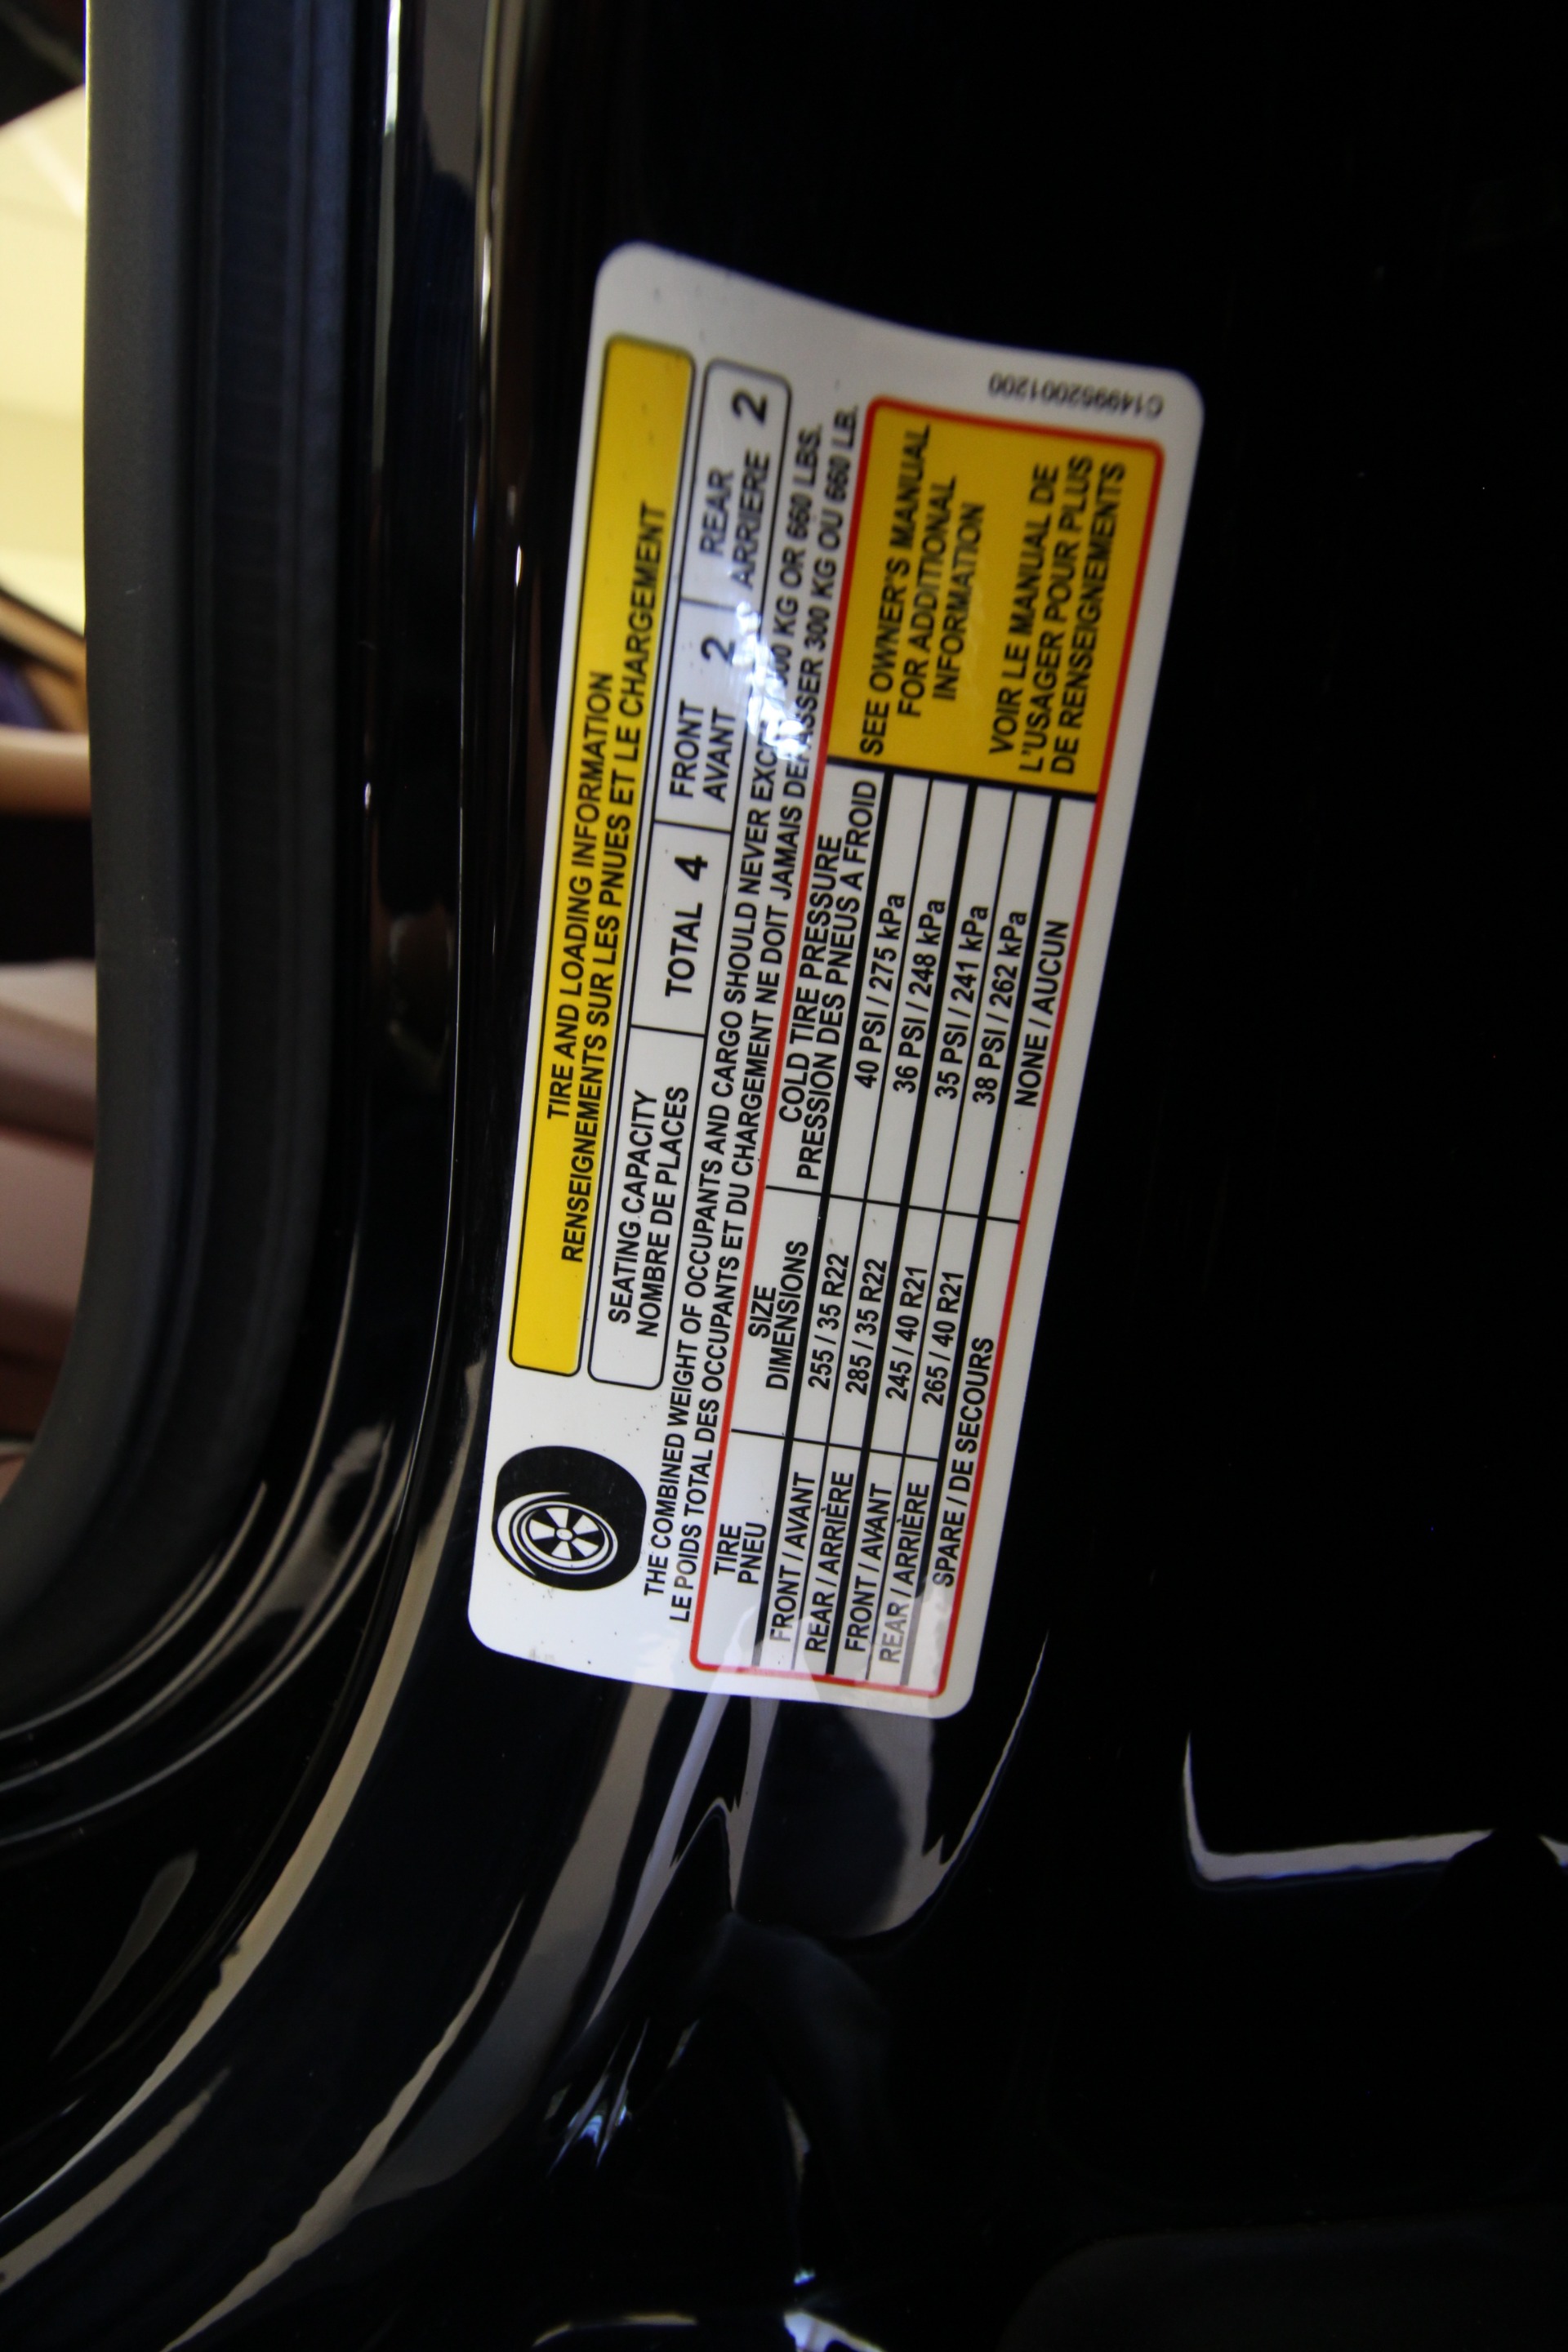 TIRE AND LOADING INFORMATION
RENSEIGNEMENTS SUR LES PNUES ET LE CHARGEMENT
SEATING CAPACITY
NOMBRE DE PLACES
TOTAL 4
FRONT
AVANT 2
REAR
ARRIERE 2
THE COMBINED WEIGHT OF OCCUPANTS AND CARGO SHOULD NEVER EXCEED 300 KG OR 660 LBS.
LE POIDS TOTAL DES OCCUPANTS ET DU CHARGEMENT NE DOIT JAMAIS DEPASSER 300 KG OU 660 LB.
TIRE
PNEU
SIZE
DIMENSIONS
COLD TIRE PRESSURE
PRESSION DES PNEUS A FROID
FRONT / AVANT 255 / 35 R22 40 PSI / 275 kPa
REAR / ARRIÈRE 285 / 35 R22 36 PSI / 248 kPa
FRONT / AVANT 245 / 40 R21 35 PSI / 241 kPa
REAR / ARRIÈRE 265 / 40 R21 38 PSI / 262 kPa
SPARE / DE SECOURS NONE / AUCUN
SEE OWNER'S MANUAL
FOR ADDITIONAL
INFORMATION
VOIR LE MANUAL DE
L'USAGER POUR PLUS
DE RENSEIGNEMENTS
C149952001200